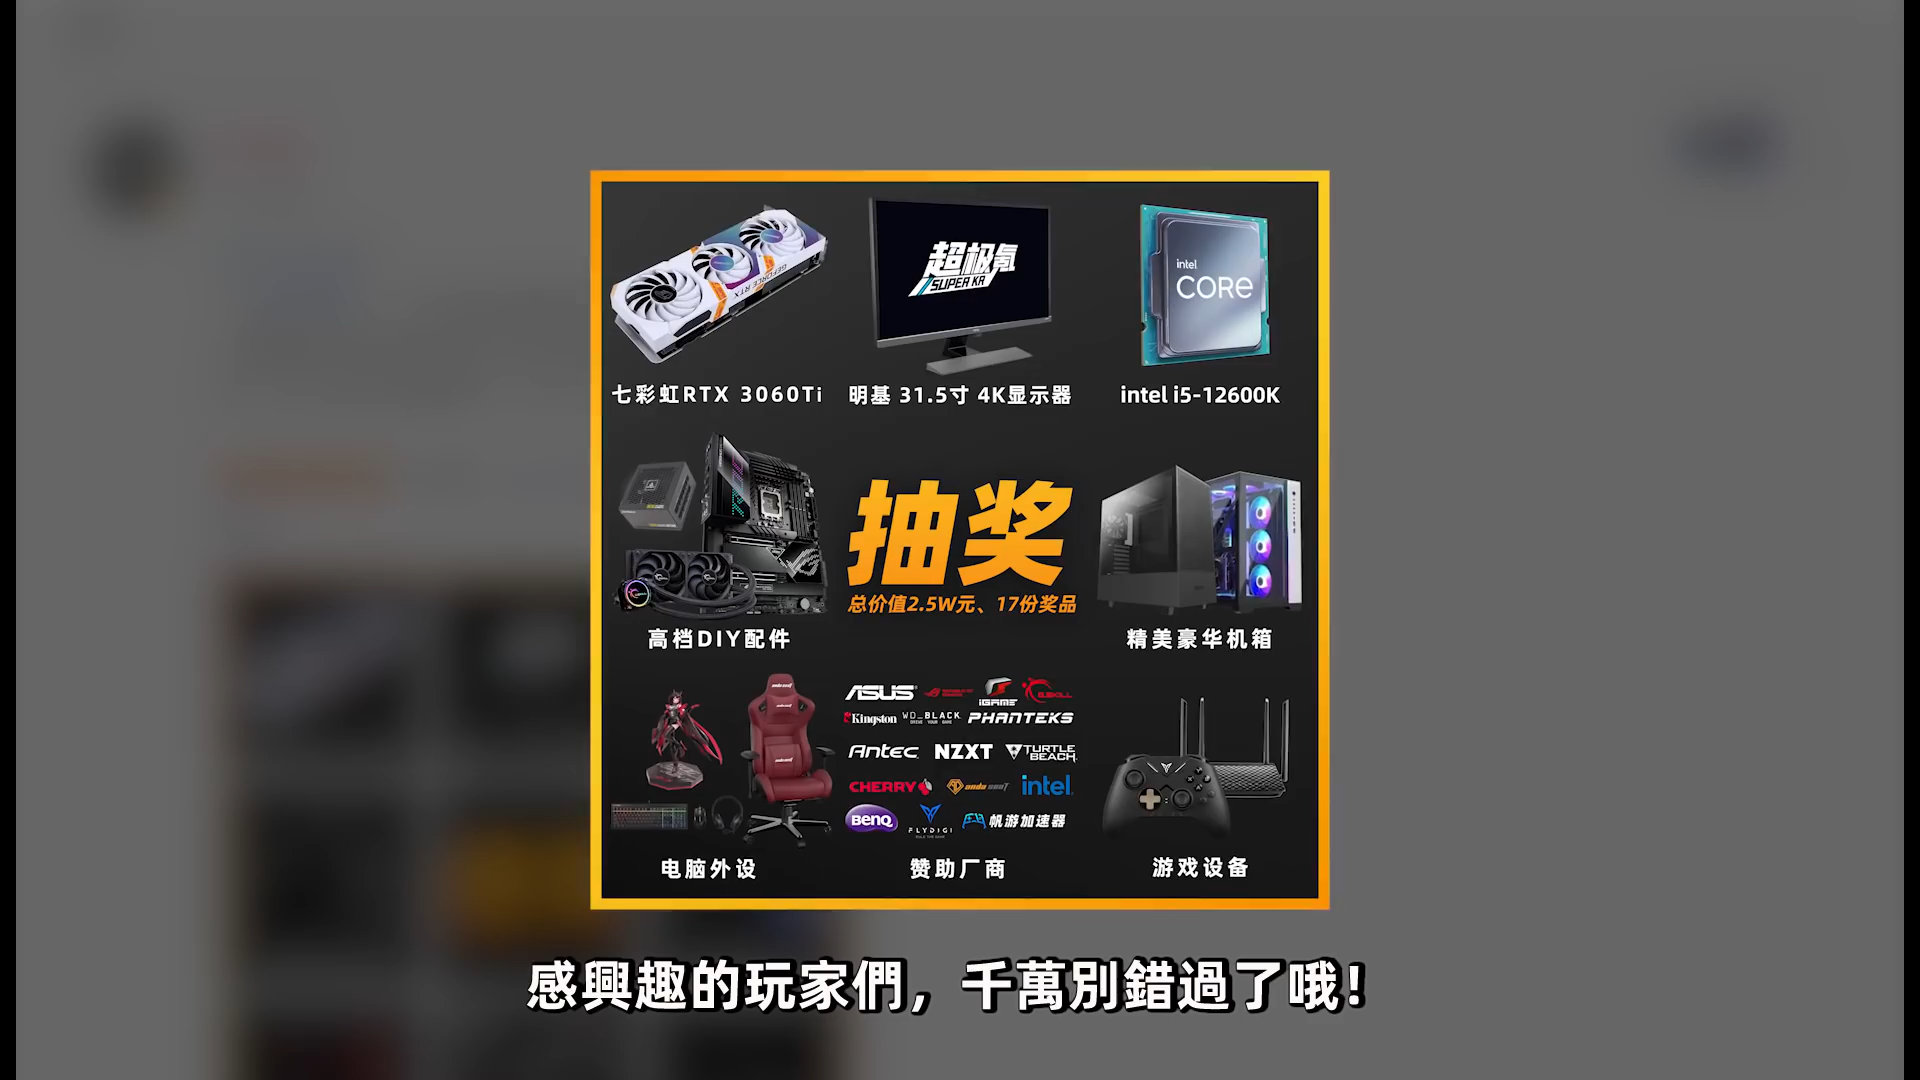 超极氪
SUPER KR
intel
CORE
GEFORCE RTX
七彩虹RTX 3060Ti
明基 31.5寸 4K显示器
intel i5-12600K
抽奖
总价值2.5W元、17份奖品
高档DIY配件
精美豪华机箱
ASUS
iGAME
G.SKILL
Kingston
WD_BLACK
PHANTEKS
Antec
NZXT
TURTLE BEACH
CHERRY
anda seaT
intel
BenQ
FLYDIGI
帆游加速器
电脑外设
赞助厂商
游戏设备
感興趣的玩家們，千萬別錯過了哦！